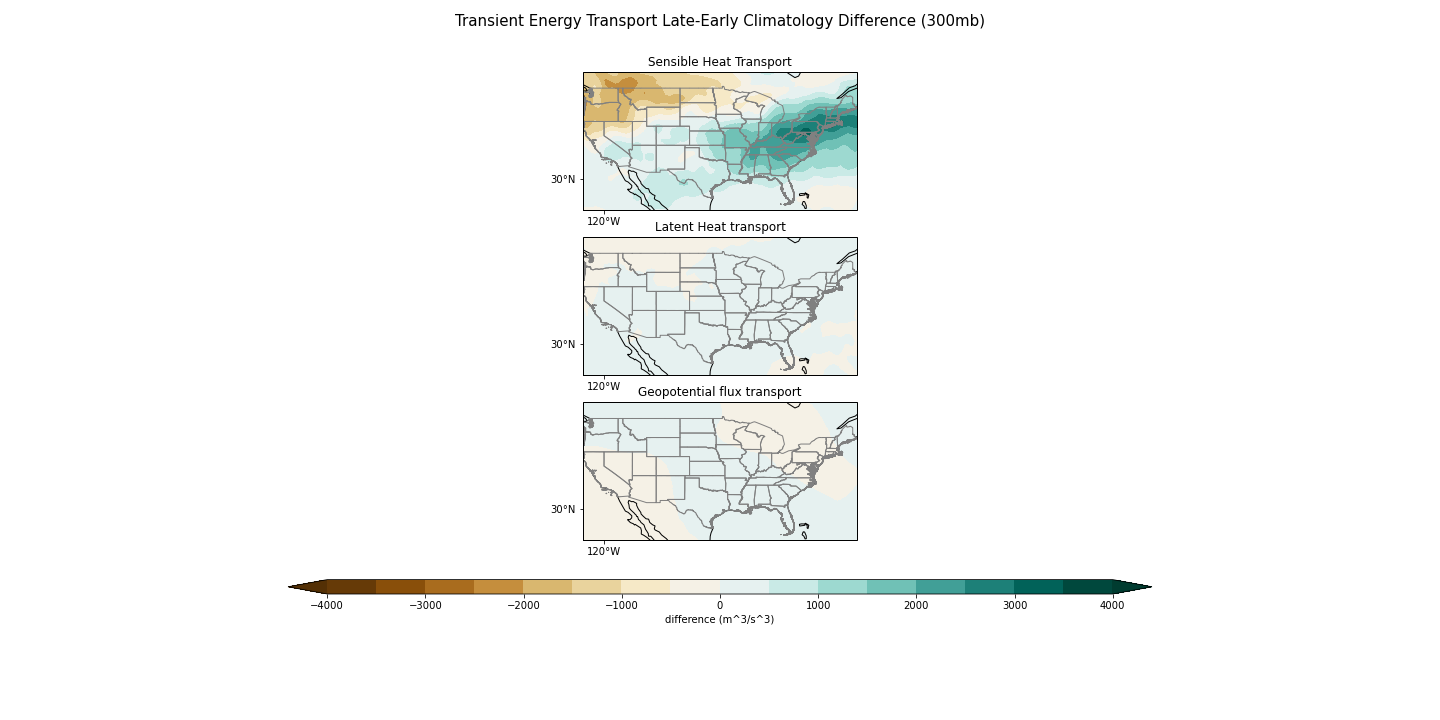 Transient Energy Transport Late-Early Climatology Difference (300mb)
Sensible Heat Transport
30°N
120°W
Latent Heat transport
30°N
120°W
Geopotential flux transport
30°N
120°W
−4000 −3000 −2000 −1000 0 1000 2000 3000 4000
difference (m^3/s^3)